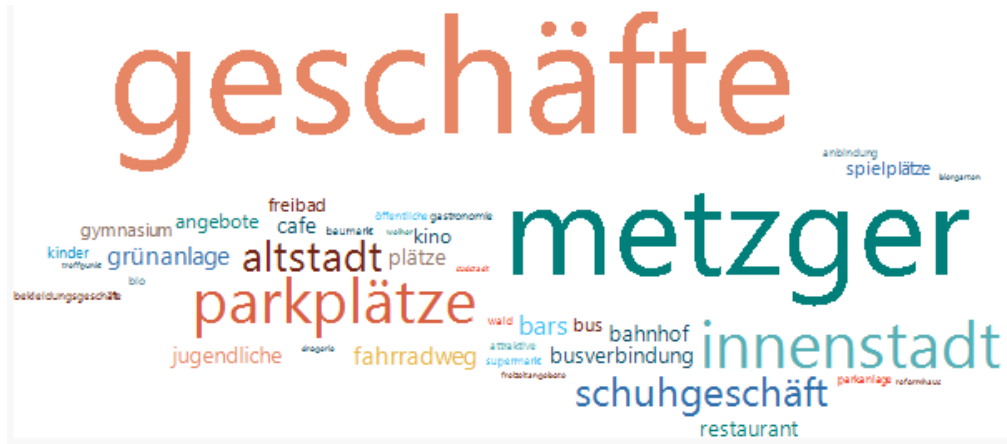 geschäfte
anbindung
spielplätze biergarten
freibad
öffentliche gastronomie
gymnasium angebote cafe baumarkt weiher kino
metzger
kinder grünanlage altstadt plätze
treffpunkt südstadt
bio
bekleidungsgeschäfte parkplätze
wald bars bus bahnhof innenstadt
jugendliche drogerie fahrradweg attraktive
supermarkt busverbindung
freizeitangebote schuhgeschäft parkanlage reformhaus
restaurant